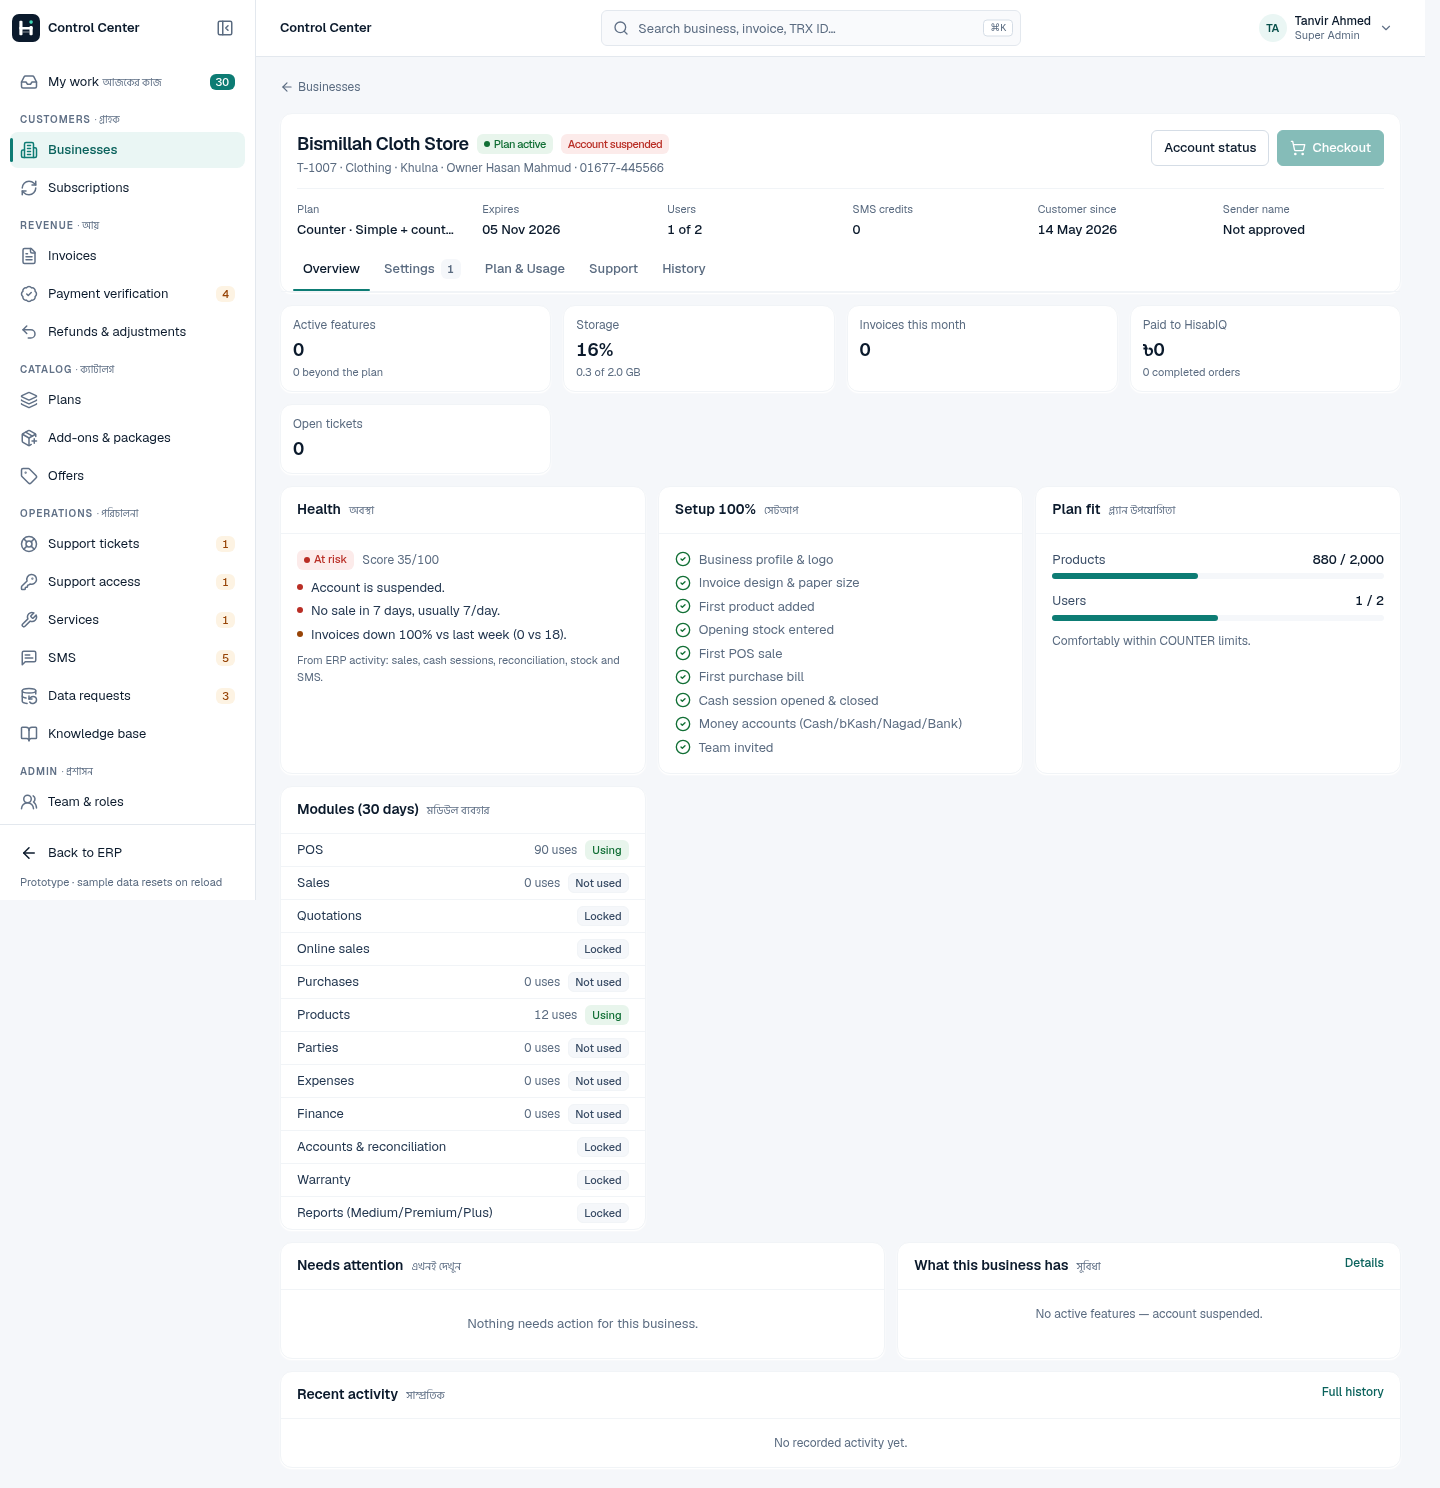 Control Center
My work আজকের কাজ 30
CUSTOMERS · গ্রাহক
Businesses
Subscriptions
REVENUE · আয়
Invoices
Payment verification 4
Refunds & adjustments
CATALOG · ক্যাটালগ
Plans
Add-ons & packages
Offers
OPERATIONS · পরিচালনা
Support tickets 1
Support access 1
Services 1
SMS 5
Data requests 3
Knowledge base
ADMIN · প্রশাসন
Team & roles
Back to ERP
Prototype · sample data resets on reload
Control Center
Search business, invoice, TRX ID... ⌘K
TA
Tanvir Ahmed
Super Admin
Businesses
Bismillah Cloth Store Plan active Account suspended
T-1007 · Clothing · Khulna · Owner Hasan Mahmud · 01677-445566
Account status Checkout
Plan Expires Users SMS credits Customer since Sender name
Counter · Simple + count... 05 Nov 2026 1 of 2 0 14 May 2026 Not approved
Overview Settings 1 Plan & Usage Support History
Active features
0
0 beyond the plan
Storage
16%
0.3 of 2.0 GB
Invoices this month
0
Paid to HisabIQ
৳0
0 completed orders
Open tickets
0
Health অবস্থা
At risk Score 35/100
Account is suspended.
No sale in 7 days, usually 7/day.
Invoices down 100% vs last week (0 vs 18).
From ERP activity: sales, cash sessions, reconciliation, stock and
SMS.
Setup 100% সেটআপ
Business profile & logo
Invoice design & paper size
First product added
Opening stock entered
First POS sale
First purchase bill
Cash session opened & closed
Money accounts (Cash/bKash/Nagad/Bank)
Team invited
Plan fit প্ল্যান উপযোগিতা
Products 880 / 2,000
Users 1 / 2
Comfortably within COUNTER limits.
Modules (30 days) মডিউল ব্যবহার
POS 90 uses Using
Sales 0 uses Not used
Quotations Locked
Online sales Locked
Purchases 0 uses Not used
Products 12 uses Using
Parties 0 uses Not used
Expenses 0 uses Not used
Finance 0 uses Not used
Accounts & reconciliation Locked
Warranty Locked
Reports (Medium/Premium/Plus) Locked
Needs attention এখনই দেখুন
Nothing needs action for this business.
What this business has সুবিধা Details
No active features — account suspended.
Recent activity সাম্প্রতিক Full history
No recorded activity yet.